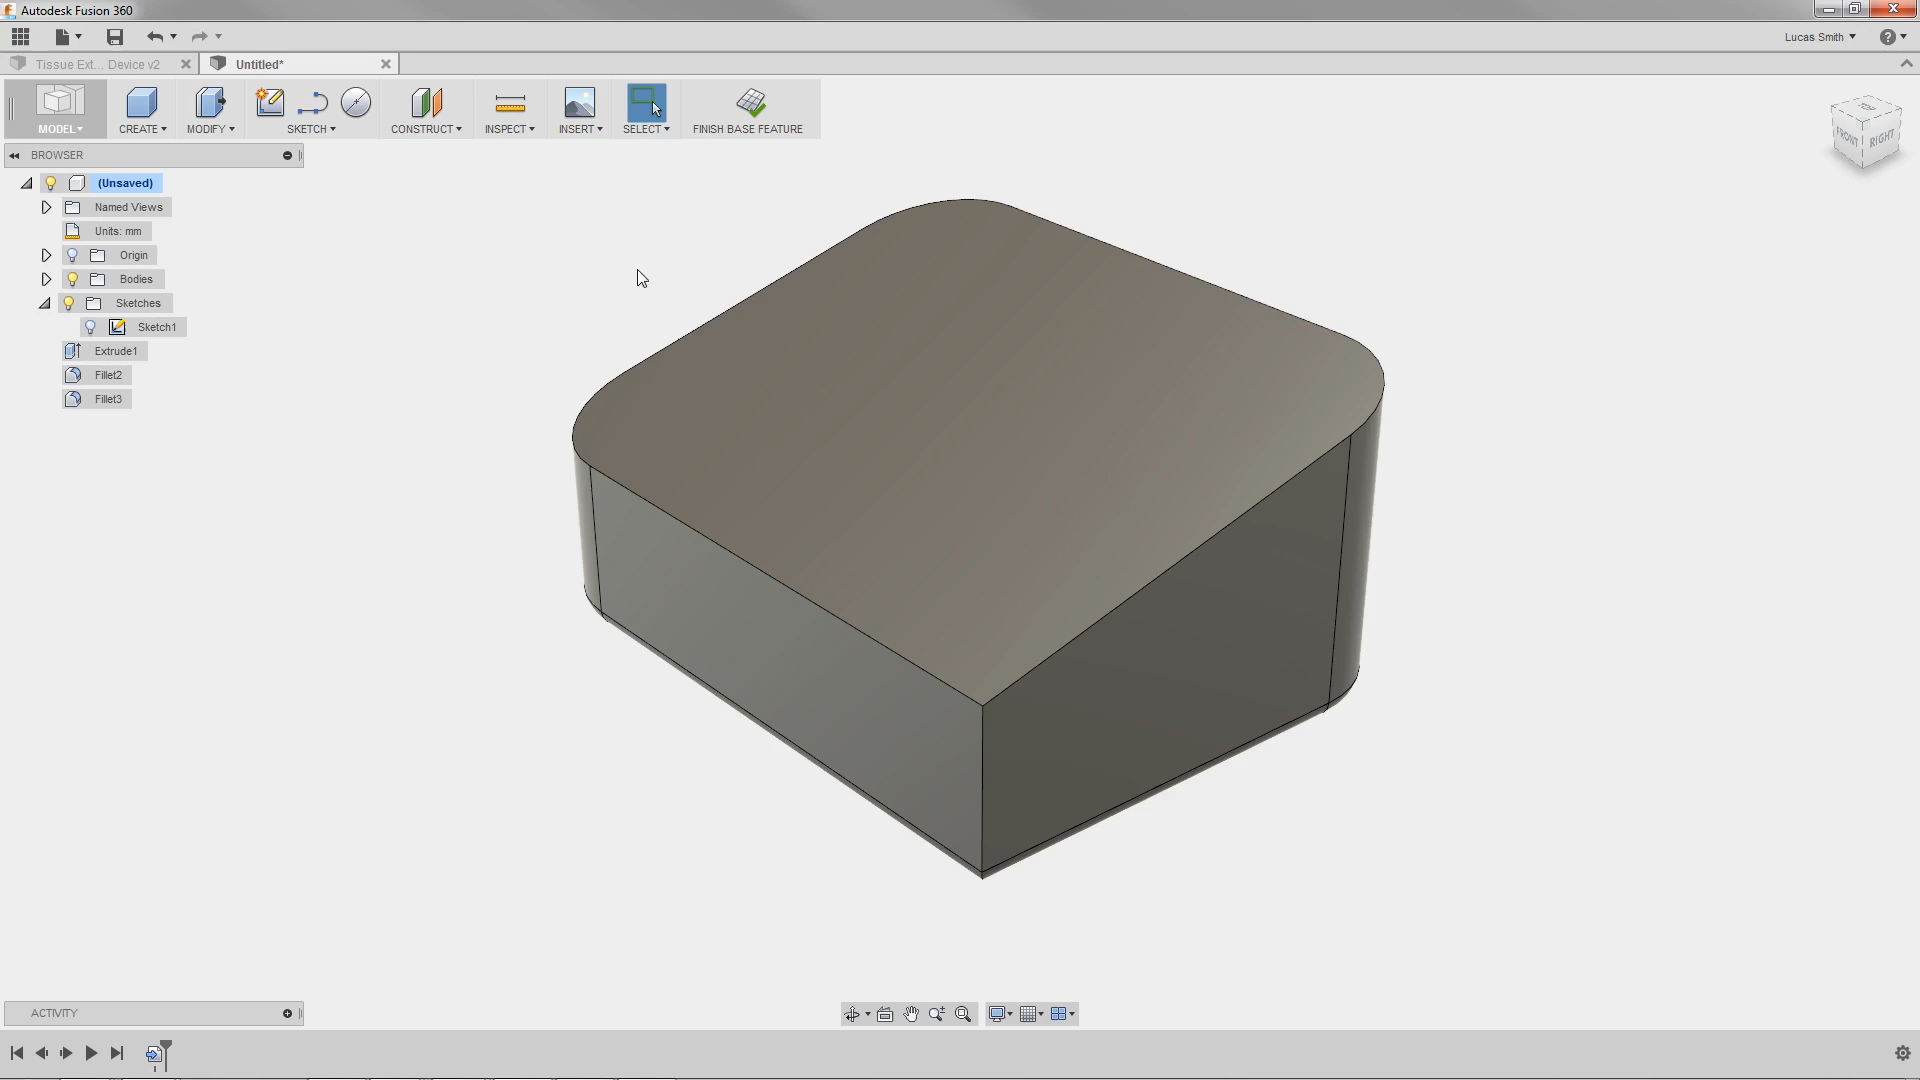 Autodesk Fusion 360
Lucas Smith
Tissue Ext... Device v2
Untitled*
MODEL
CREATE
MODIFY
SKETCH
CONSTRUCT
INSPECT
INSERT
SELECT
FINISH BASE FEATURE
TOP
FRONT
RIGHT
BROWSER
(Unsaved)
Named Views
Units: mm
Origin
Bodies
Sketches
Sketch1
Extrude1
Fillet2
Fillet3
ACTIVITY